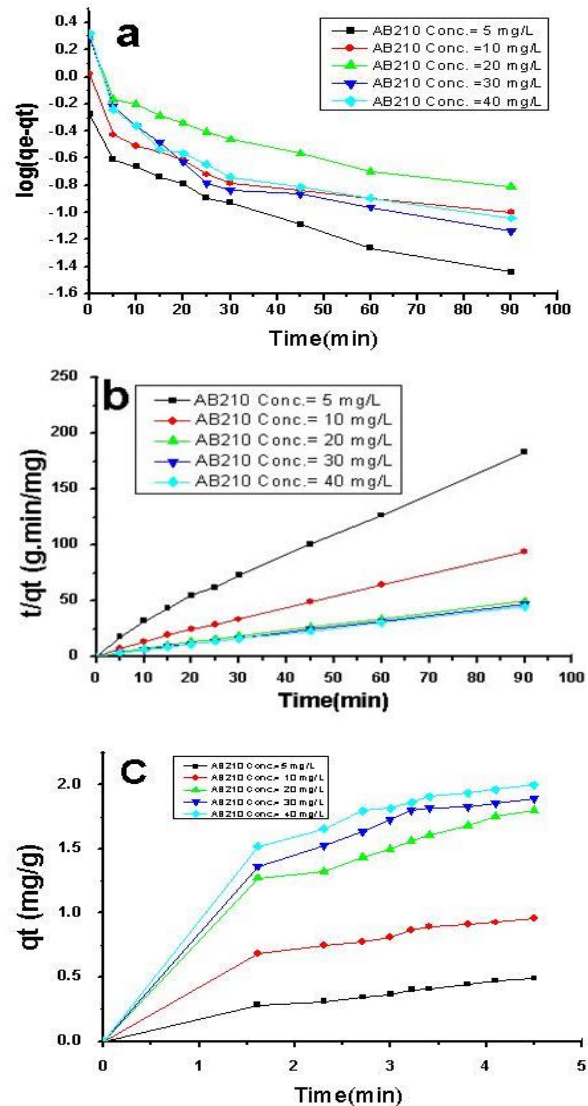 a
AB210 Conc.= 5 mg/L
AB210 Conc. =10 mg/L
AB210 Conc. =20 mg/L
AB210 Conc. =30 mg/L
AB210 Conc. =40 mg/L
log(qe-qt)
0.4
0.2
0.0
-0.2
-0.4
-0.6
-0.8
-1.0
-1.2
-1.4
-1.6
0 10 20 30 40 50 60 70 80 90 100
Time(min)
b
AB210 Conc.= 5 mg/L
AB210 Conc.= 10 mg/L
AB210 Conc.= 20 mg/L
AB210 Conc.= 30 mg/L
AB210 Conc.= 40 mg/L
t/qt (g.min/mg)
250
200
150
100
50
0
0 10 20 30 40 50 60 70 80 90 100
Time(min)
C
AB210 Conc.= 5 mg/L
AB210 Conc.= 10 mg/L
AB210 Conc.= 20 mg/L
AB210 Conc.= 30 mg/L
AB210 Conc.= 40 mg/L
qt (mg/g)
2.0
1.5
1.0
0.5
0.0
0 1 2 3 4 5
Time(min)